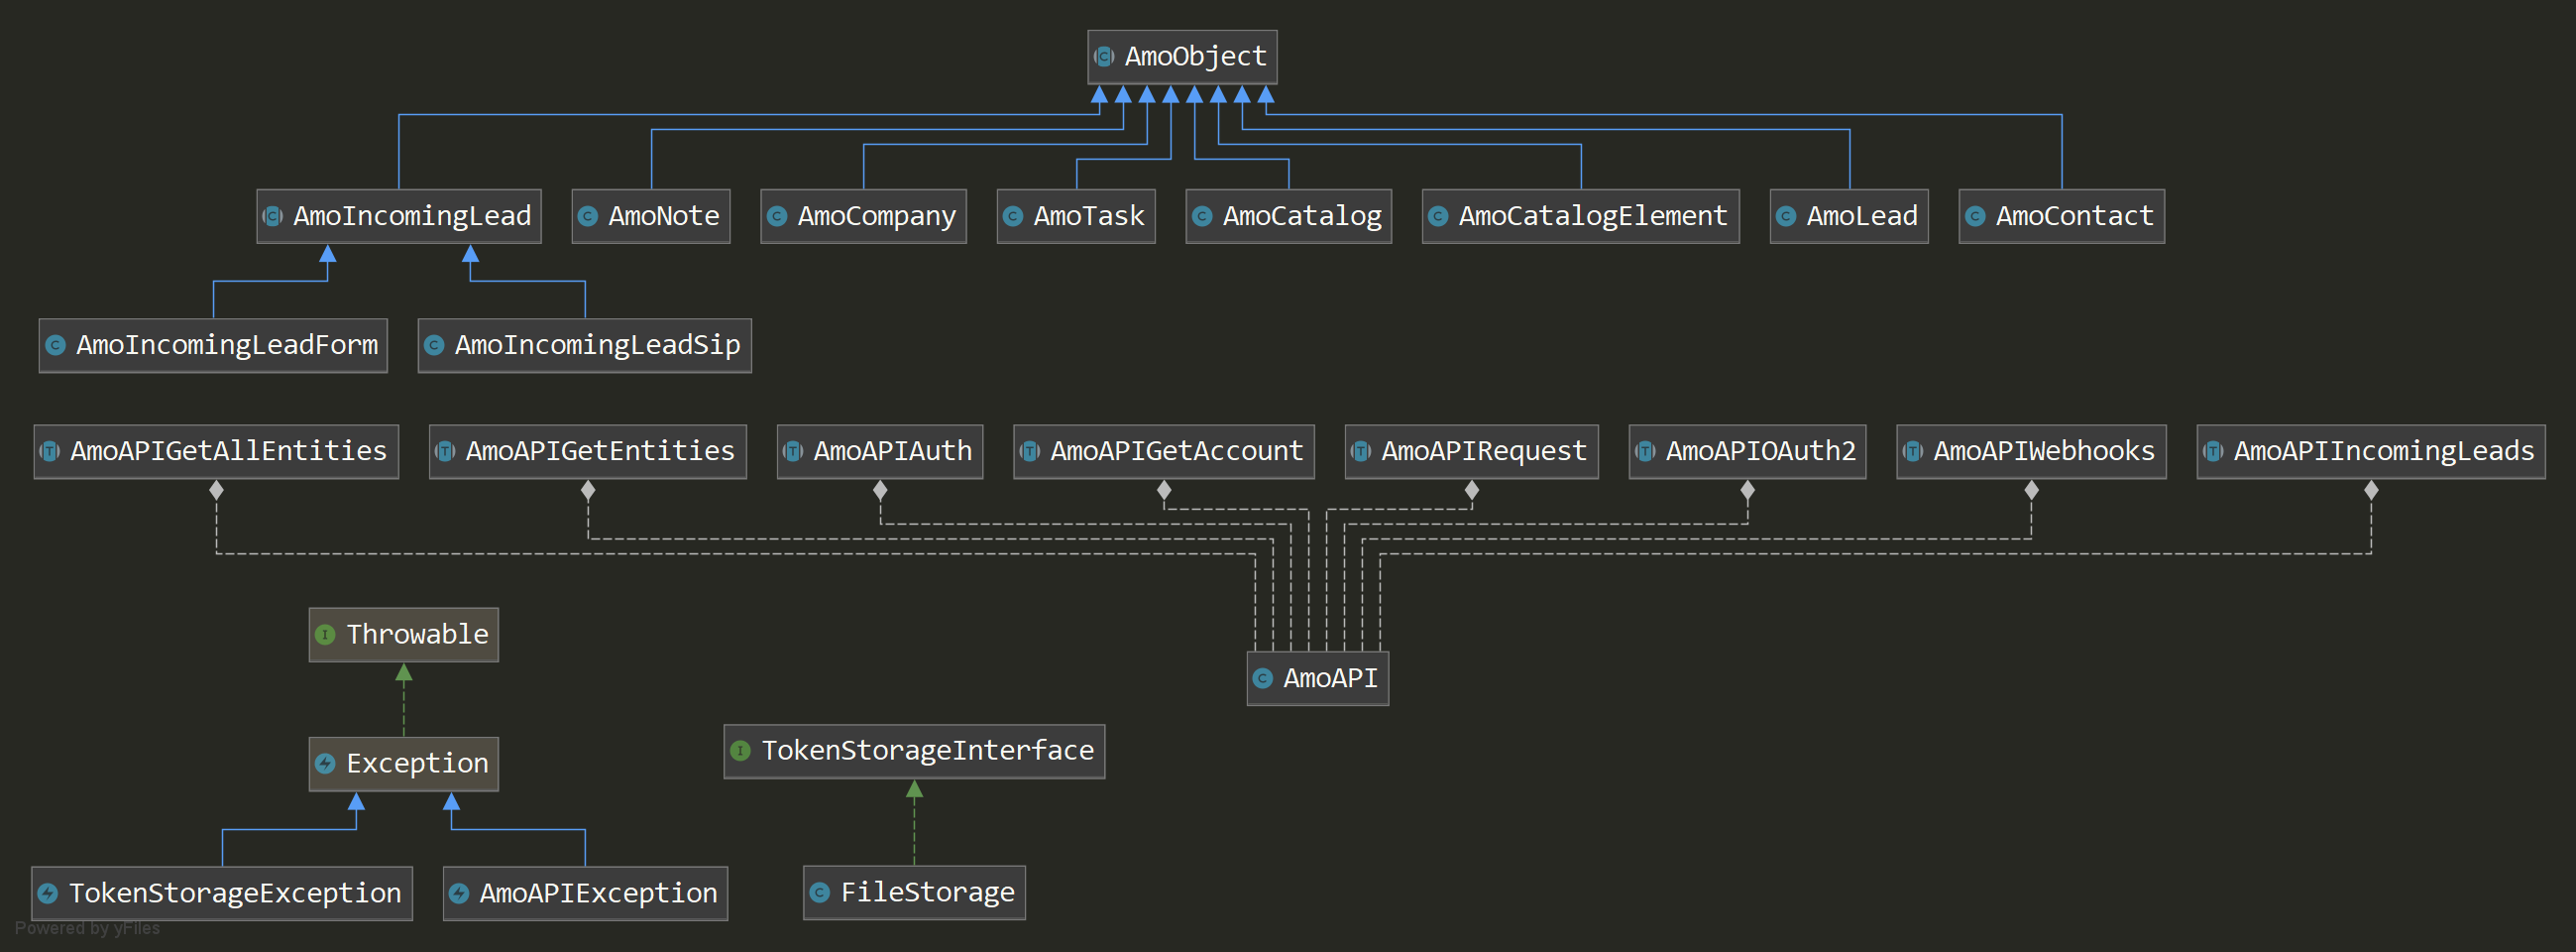 AmoObject
AmoIncomingLead
AmoNote
AmoCompany
AmoTask
AmoCatalog
AmoCatalogElement
AmoLead
AmoContact
AmoIncomingLeadForm
AmoIncomingLeadSip
AmoAPIGetAllEntities
AmoAPIGetEntities
AmoAPIAuth
AmoAPIGetAccount
AmoAPIRequest
AmoAPIOAuth2
AmoAPIWebhooks
AmoAPIIncomingLeads
Throwable
AmoAPI
Exception
TokenStorageInterface
TokenStorageException
AmoAPIException
FileStorage
Powered by yFiles